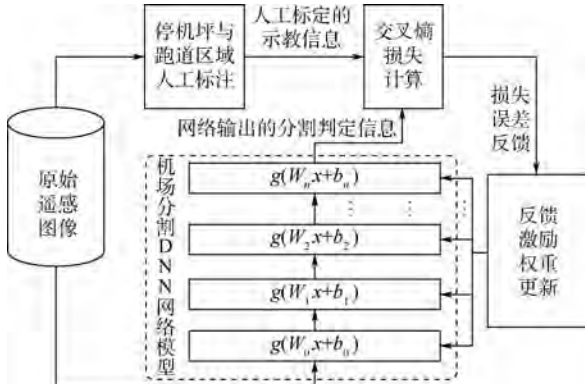 停机坪与
跑道区域
人工标注
人工标定的
示教信息
交叉熵
损失
计算
损失
误差
反馈
网络输出的分割判定信息
原始
遥感
图像
机场分割DNN网络模型
g(Wₙx+bₙ)
g(W₂x+b₂)
g(W₁x+b₁)
g(W₀x+b₀)
反馈
激励
权重
更新